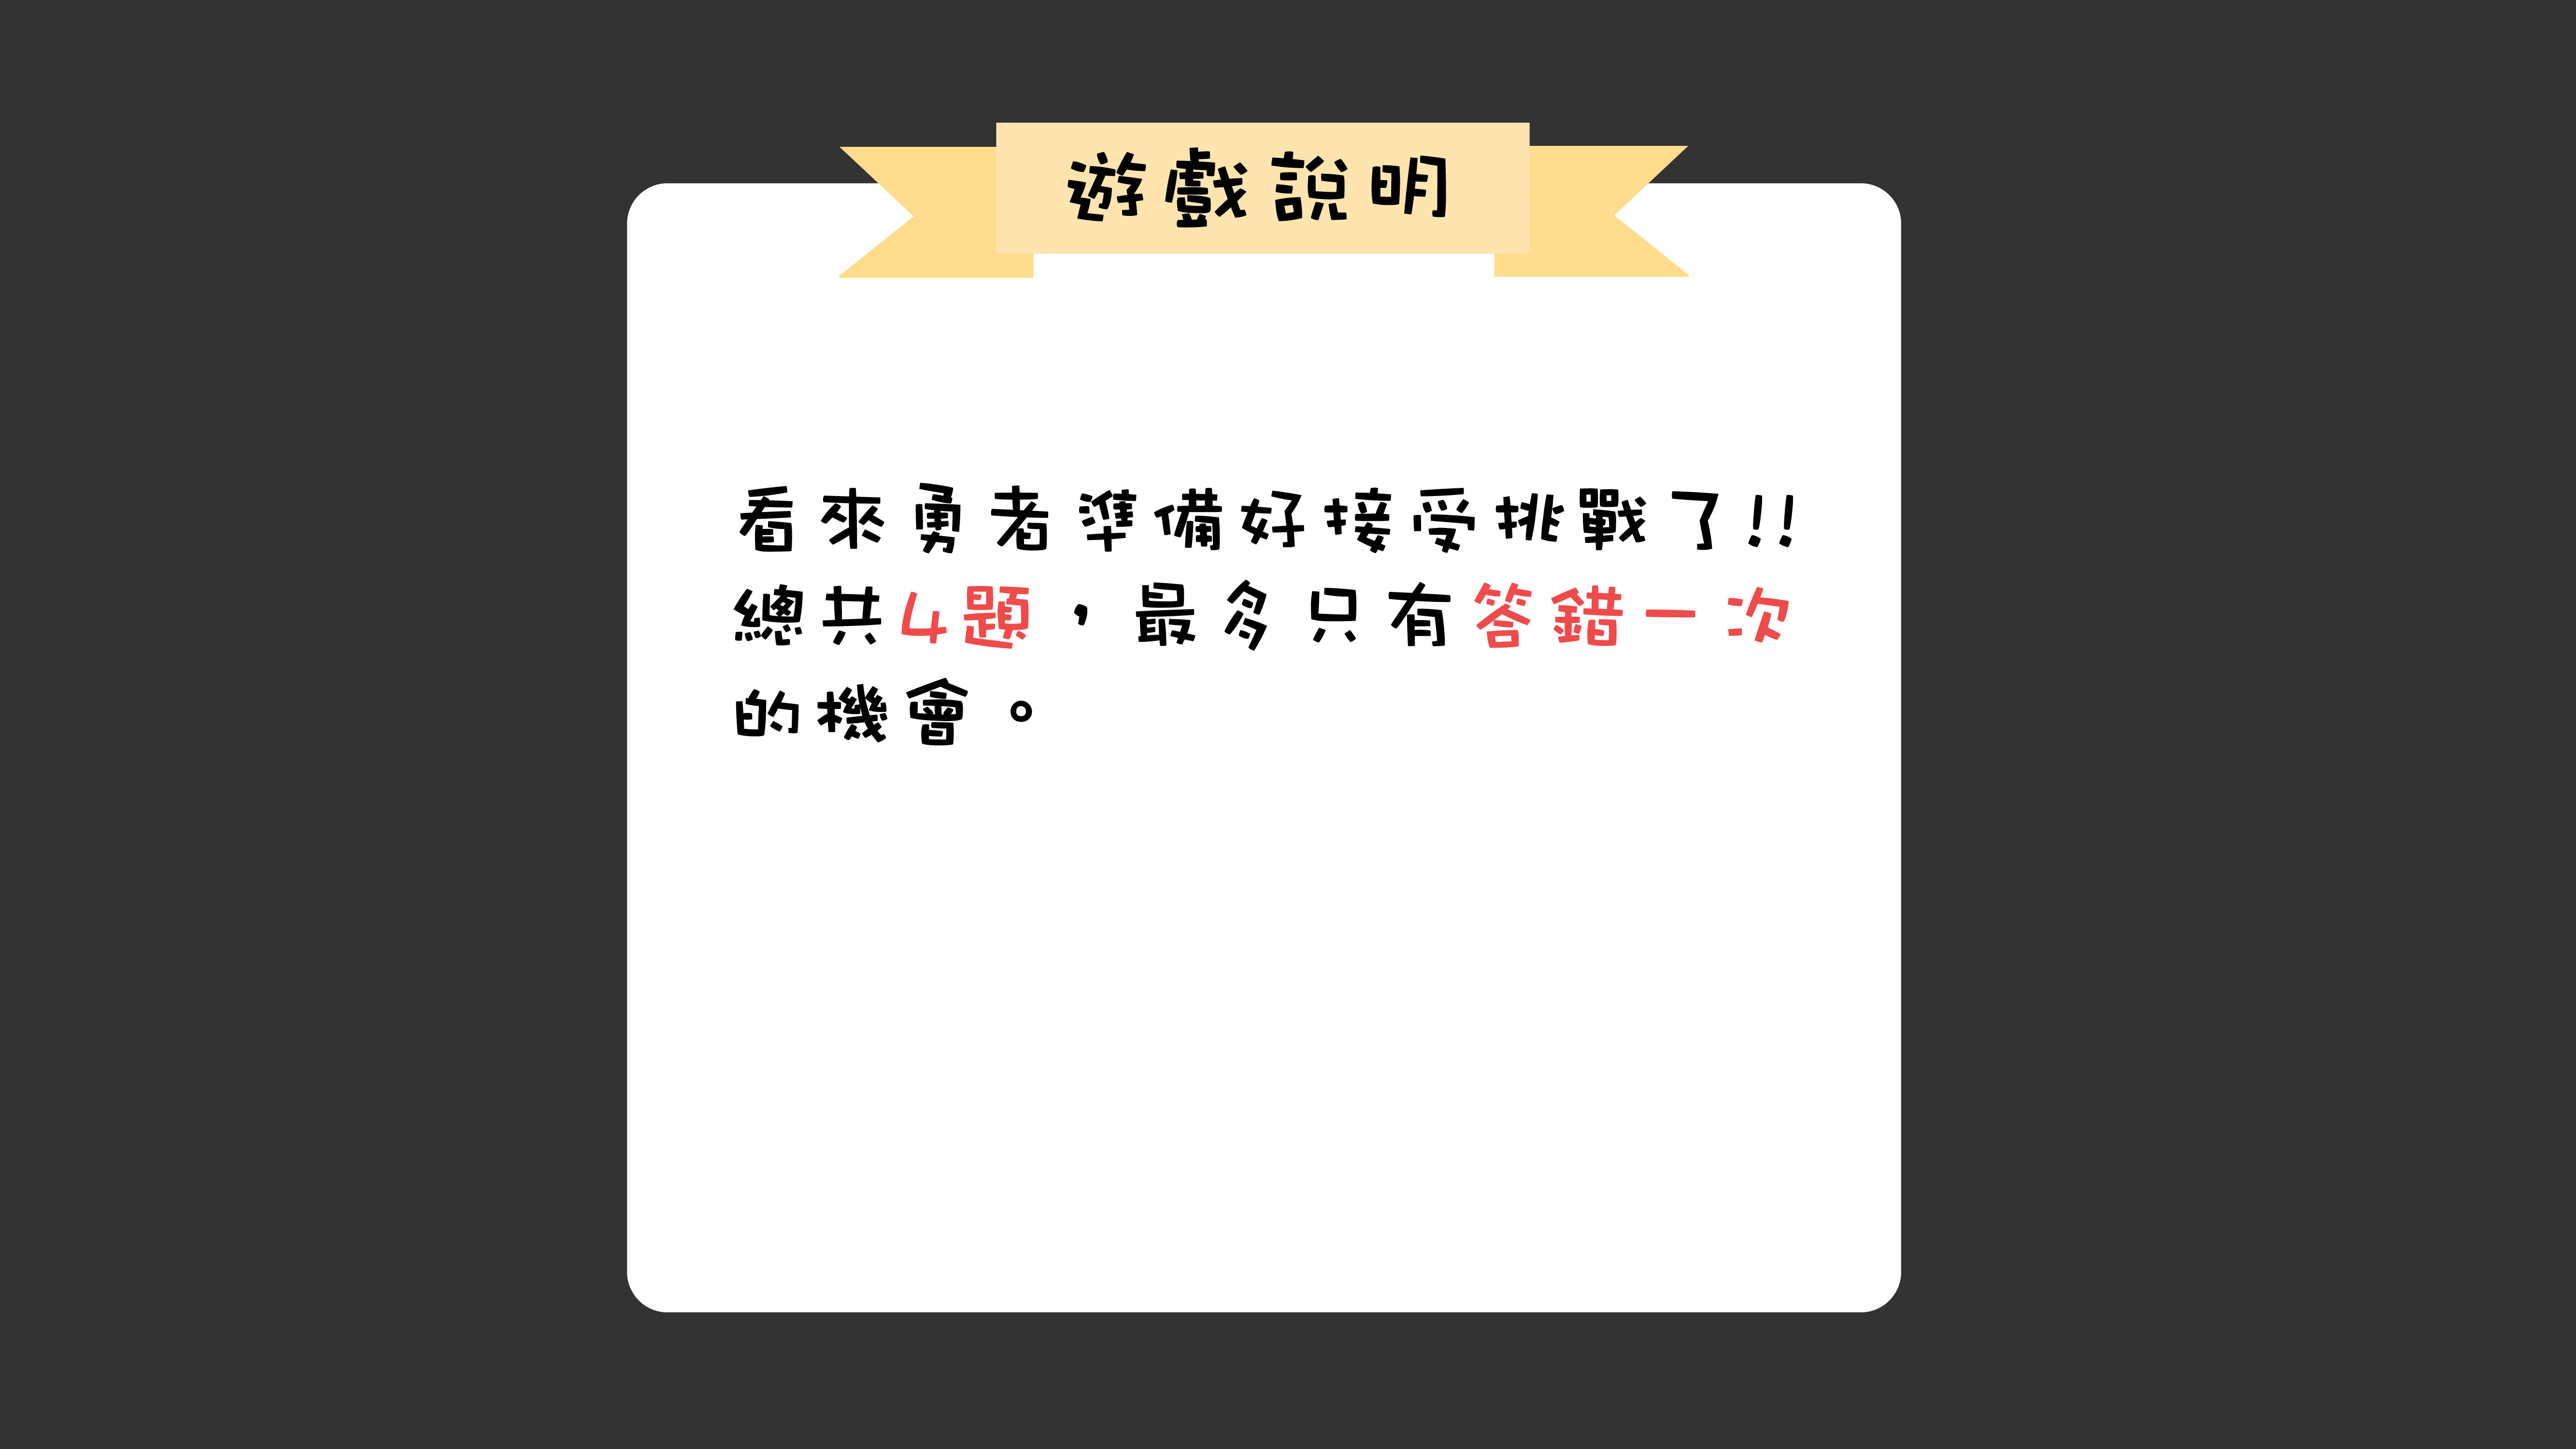 遊戲說明
看來勇者準備好接受挑戰了!!
總共4題，最多只有答錯一次
的機會。